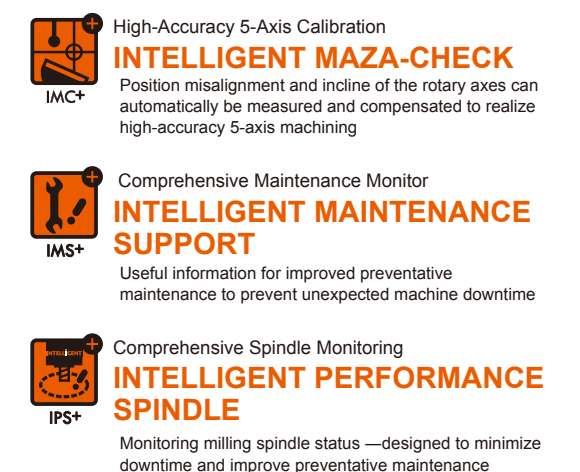 High-Accuracy 5-Axis Calibration
INTELLIGENT MAZA-CHECK
Position misalignment and incline of the rotary axes can
automatically be measured and compensated to realize
high-accuracy 5-axis machining
IMC+
Comprehensive Maintenance Monitor
INTELLIGENT MAINTENANCE
SUPPORT
Useful information for improved preventative
maintenance to prevent unexpected machine downtime
IMS+
INTELLIGENT
Comprehensive Spindle Monitoring
INTELLIGENT PERFORMANCE
SPINDLE
Monitoring milling spindle status —designed to minimize
downtime and improve preventative maintenance
IPS+